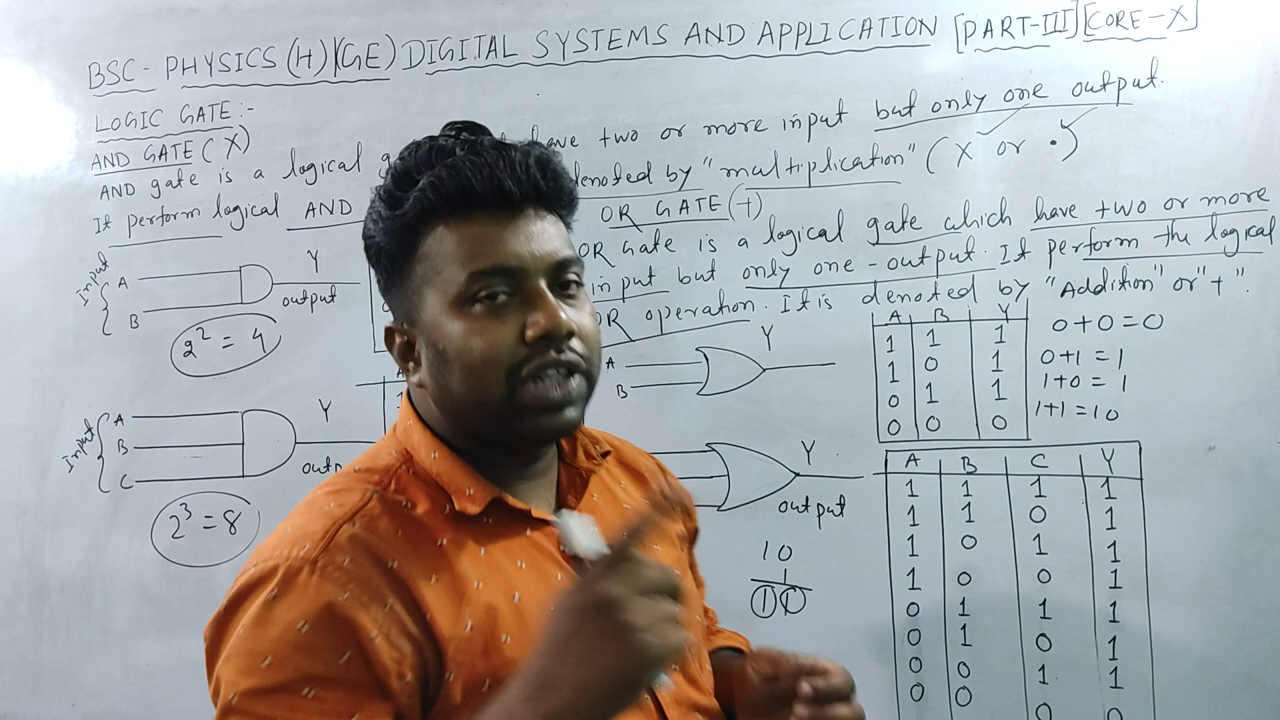 BSC- PHYSICS (H)(GE) DIGITAL SYSTEMS AND APPLICATION [PART-III][CORE-X]
LOGIC GATE:-
AND GATE (X)
AND gate is a logical have two or more input but only one output.
It perform logical AND denoted by "multiplication" (X or •)
Input
A
B
Y
output
2² = 4
Input
A
B
C
Y
2³ = 8
OR GATE (+)
OR Gate is a logical gate which have two or more
input but only one-output. It perform the logical
OR operation. It is denoted by "Addition" or "+".
A
B
Y
Y
output
A B Y
1 1 1
1 0 1
0 1 1
0 0 0
0+0=0
0+1=1
1+0=1
1+1=10
A B C Y
1 1 1 1
1 1 0 1
1 0 1 1
1 0 0 1
0 1 1 1
0 1 0 1
0 0 1 1
0 0 0 0
10
1